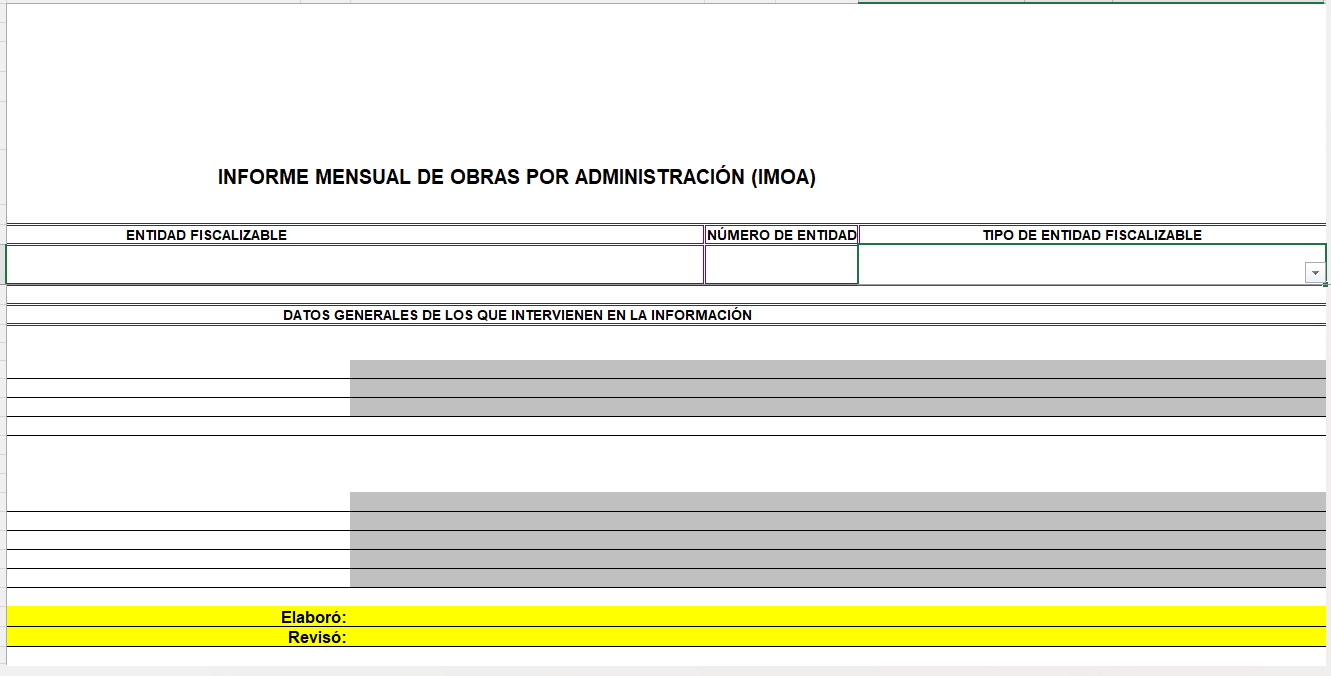 INFORME MENSUAL DE OBRAS POR ADMINISTRACIÓN (IMOA)
ENTIDAD FISCALIZABLE NÚMERO DE ENTIDAD TIPO DE ENTIDAD FISCALIZABLE
DATOS GENERALES DE LOS QUE INTERVIENEN EN LA INFORMACIÓN
Elaboró:
Revisó: